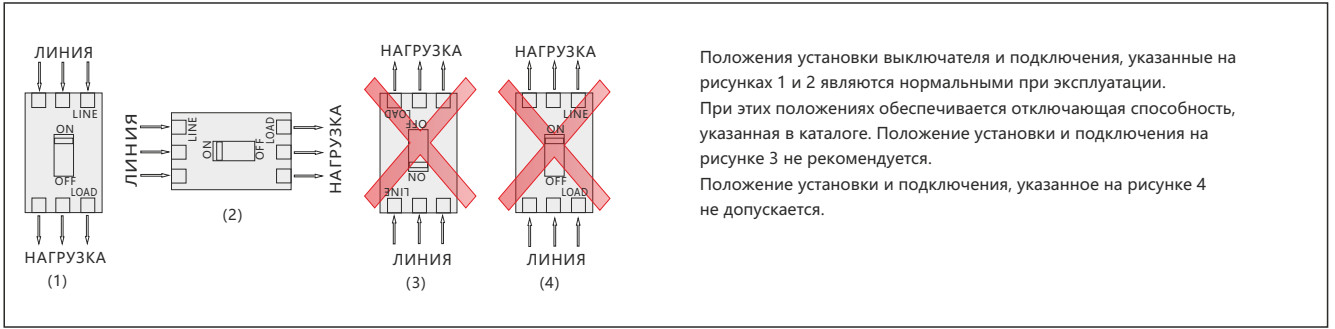 ЛИНИЯ
LINE
ON
OFF
LOAD
НАГРУЗКА
(1)
ЛИНИЯ
LINE
ON
OFF
LOAD
НАГРУЗКА
(2)
НАГРУЗКА
LOAD
OFF
ON
LINE
ЛИНИЯ
(3)
НАГРУЗКА
LINE
ON
OFF
LOAD
ЛИНИЯ
(4)
Положения установки выключателя и подключения, указанные на
рисунках 1 и 2 являются нормальными при эксплуатации.
При этих положениях обеспечивается отключающая способность,
указанная в каталоге. Положение установки и подключения на
рисунке 3 не рекомендуется.
Положение установки и подключения, указанное на рисунке 4
не допускается.